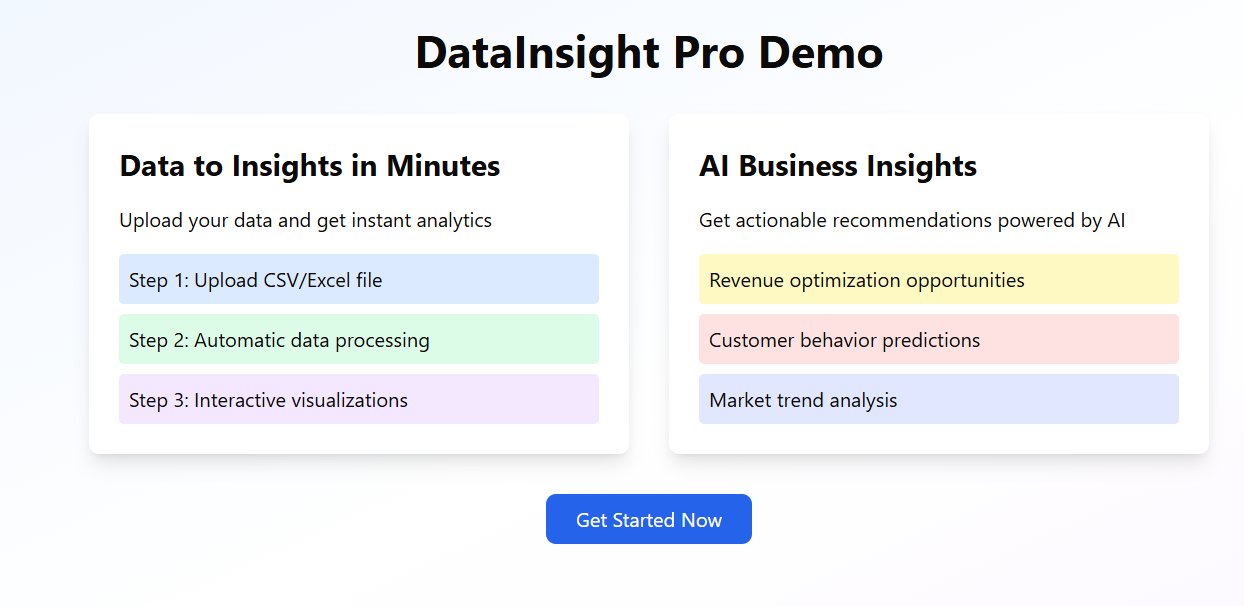 DataInsight Pro Demo
Data to Insights in Minutes
Upload your data and get instant analytics
Step 1: Upload CSV/Excel file
Step 2: Automatic data processing
Step 3: Interactive visualizations
AI Business Insights
Get actionable recommendations powered by AI
Revenue optimization opportunities
Customer behavior predictions
Market trend analysis
Get Started Now